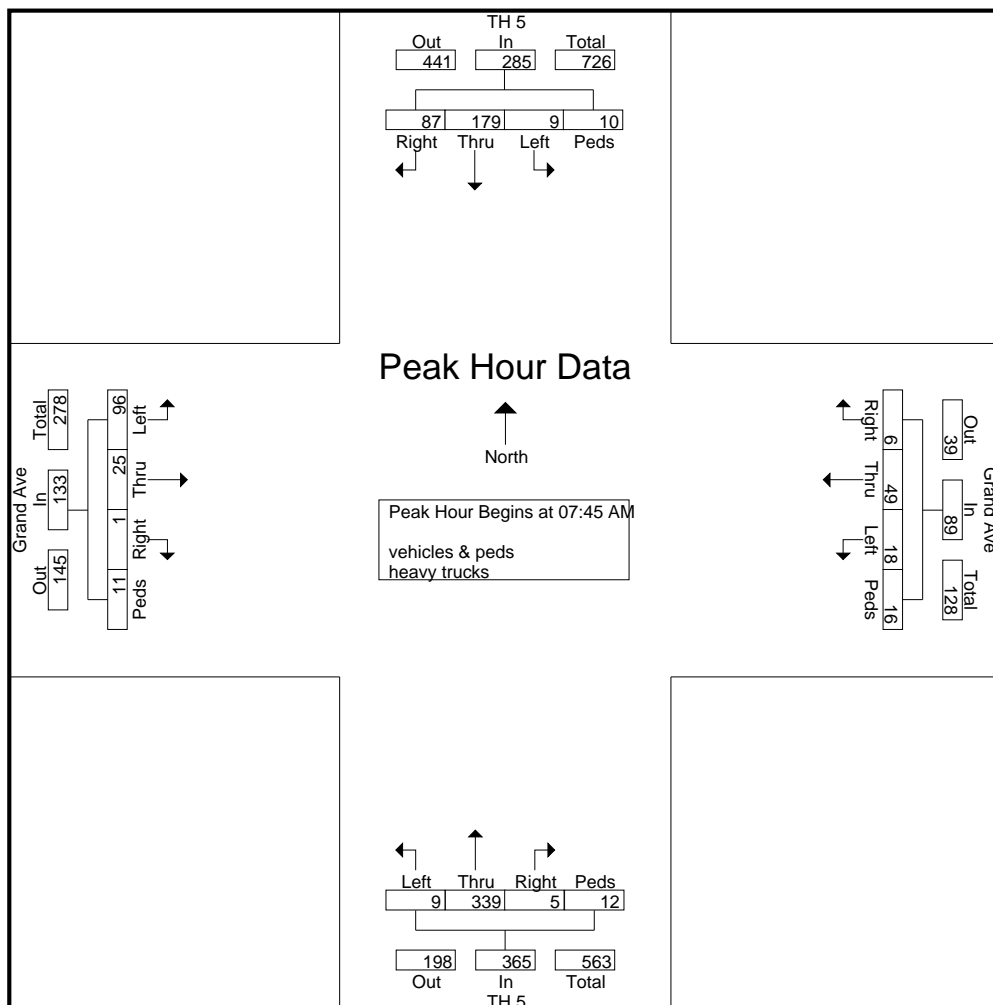 TH 5
Out In Total
441 285 726
87 179 9 10
Right Thru Left Peds
Peak Hour Data
North
Peak Hour Begins at 07:45 AM
vehicles & peds
heavy trucks
Grand Ave
Total In Out
278 133 145
96 25 1 11
Left Thru Right Peds
Grand Ave
Out In Total
39 89 128
6 49 18 16
Right Thru Left Peds
Left Thru Right Peds
9 339 5 12
198 365 563
Out In Total
TH 5